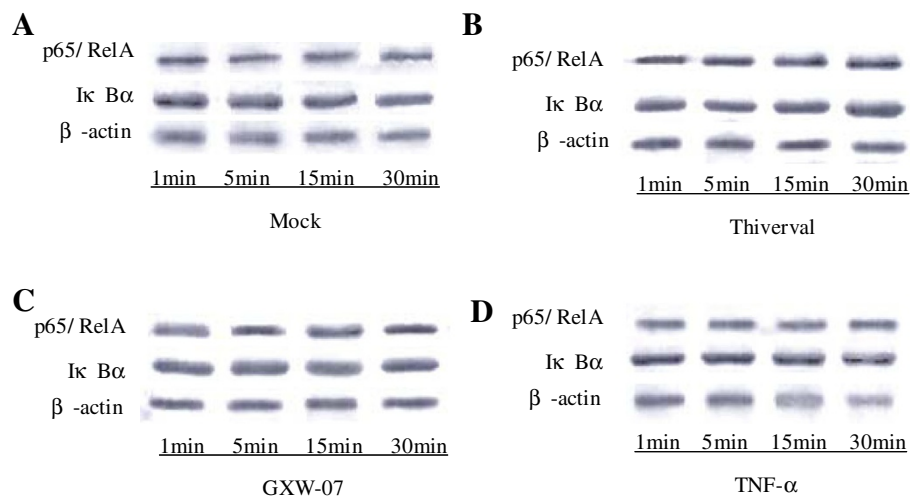 A
p65/ RelA
Iκ Bα
β -actin
1min 5min 15min 30min
Mock
B
p65/ RelA
Iκ Bα
β -actin
1min 5min 15min 30min
Thiverval
C
p65/ RelA
Iκ Bα
β -actin
1min 5min 15min 30min
GXW-07
D
p65/ RelA
Iκ Bα
β -actin
1min 5min 15min 30min
TNF-α